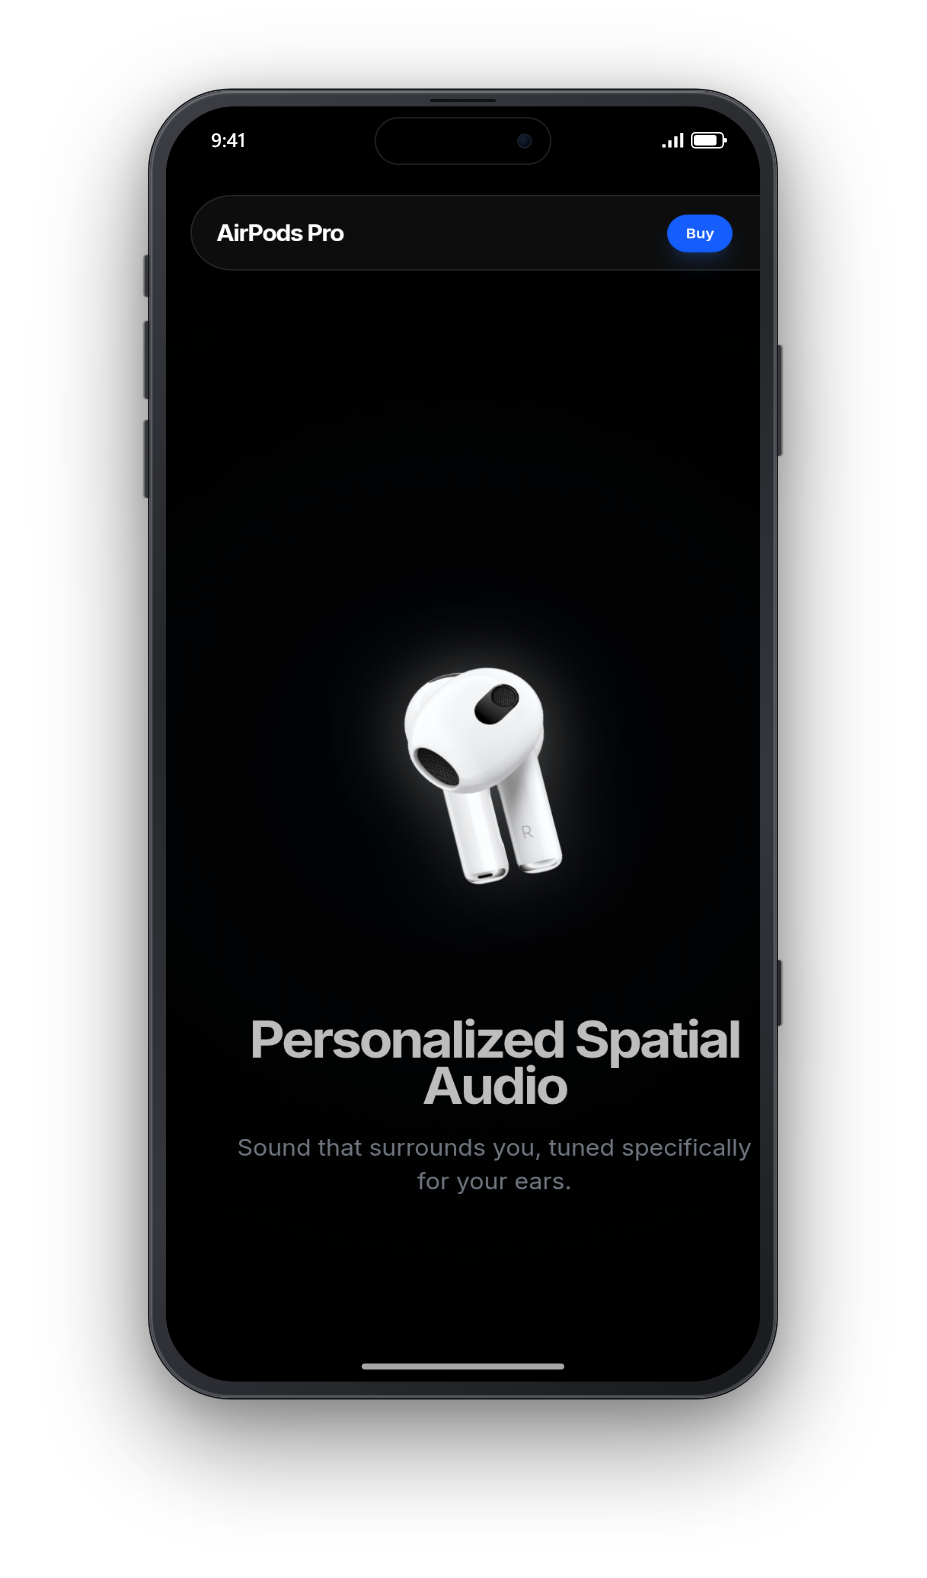 9:41
AirPods Pro
Buy
R
Personalized Spatial
Audio
Sound that surrounds you, tuned specifically
for your ears.